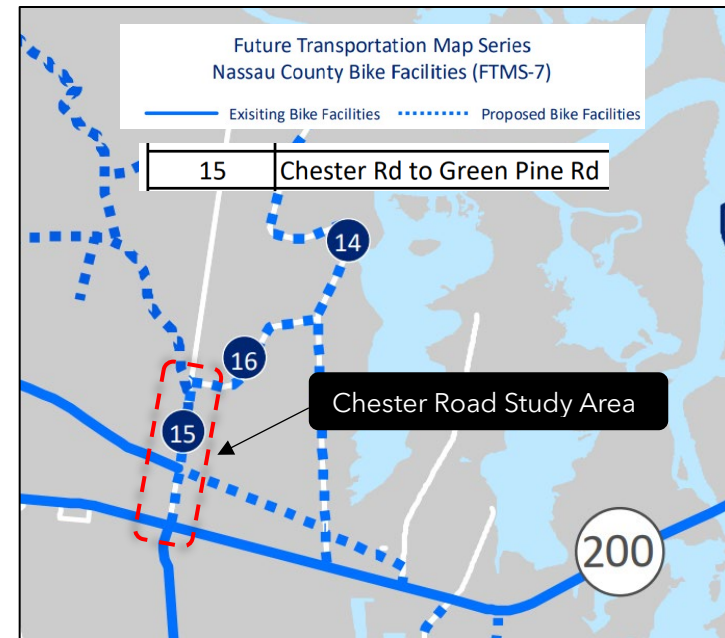 Future Transportation Map Series
Nassau County Bike Facilities (FTMS-7)
Exisiting Bike Facilities Proposed Bike Facilities
15 Chester Rd to Green Pine Rd
14
16
Chester Road Study Area
15
200